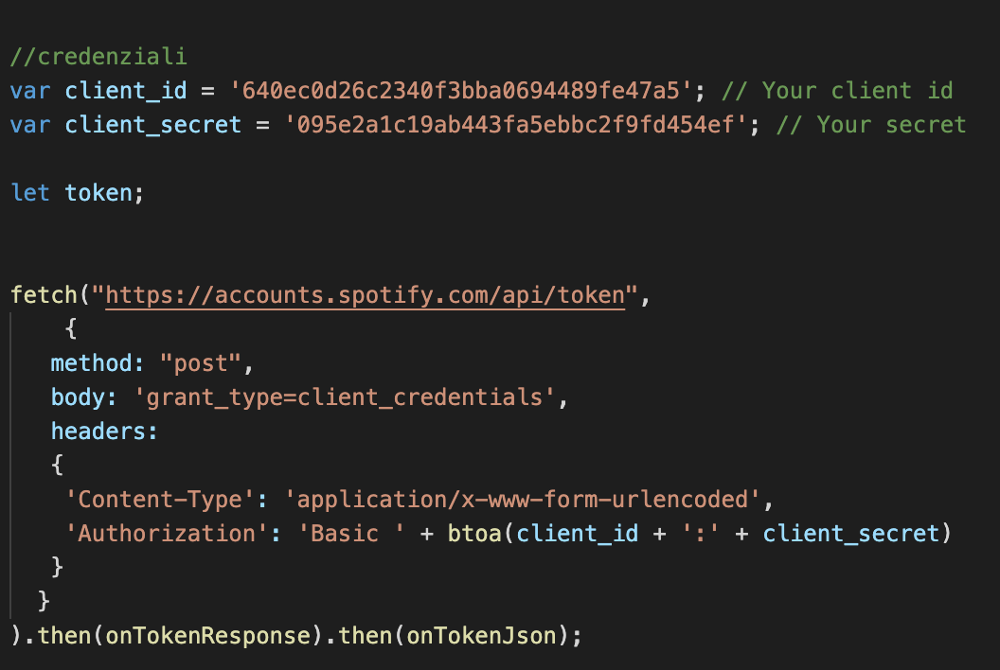 //credenziali
var client_id = '640ec0d26c2340f3bba0694489fe47a5'; // Your client id
var client_secret = '095e2a1c19ab443fa5ebbc2f9fd454ef'; // Your secret
let token;
fetch("https://accounts.spotify.com/api/token",
{
method: "post",
body: 'grant_type=client_credentials',
headers:
{
'Content-Type': 'application/x-www-form-urlencoded',
'Authorization': 'Basic ' + btoa(client_id + ':' + client_secret)
}
}
).then(onTokenResponse).then(onTokenJson);